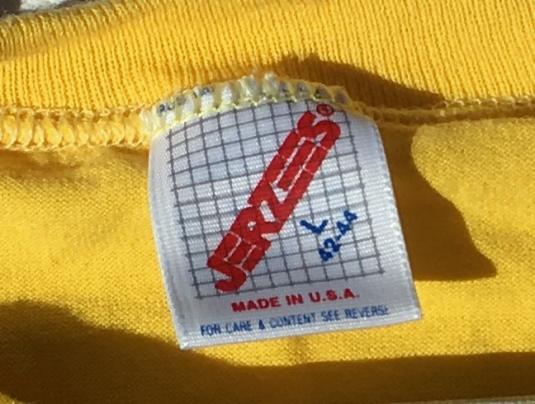 JERZEES®
L
42-44
MADE IN U.S.A.
FOR CARE & CONTENT SEE REVERSE